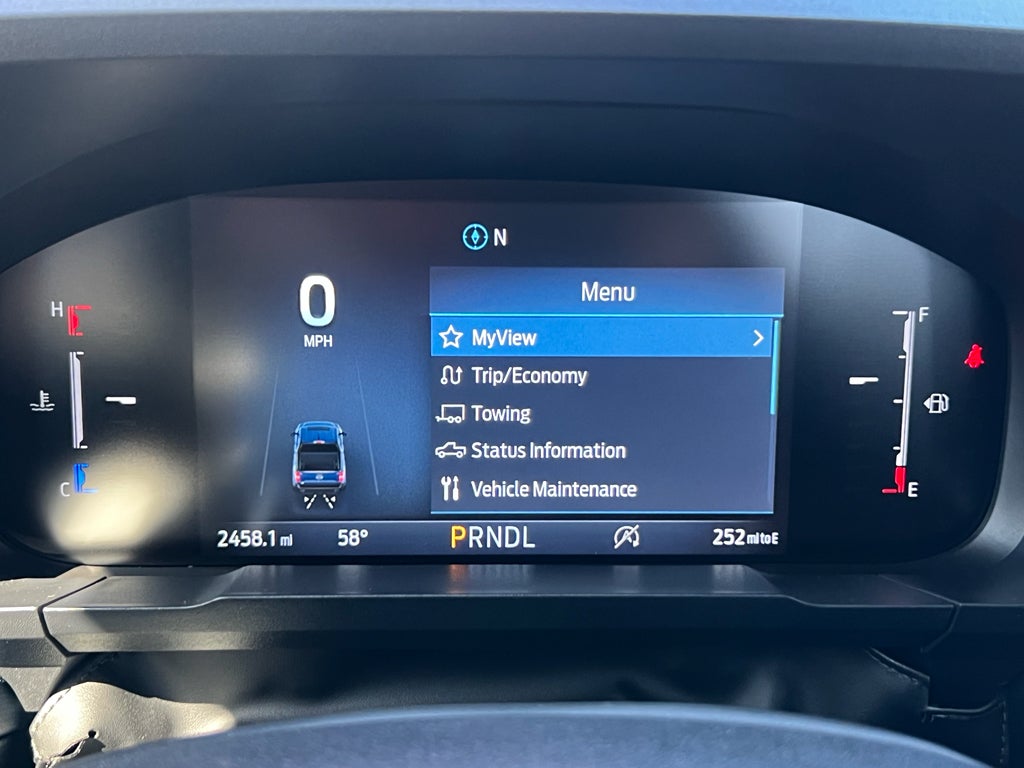 N
0
MPH
Menu
MyView
Trip/Economy
Towing
Status Information
Vehicle Maintenance
H
C
F
E
2458.1 mi 58° PRNDL 252 mi to E